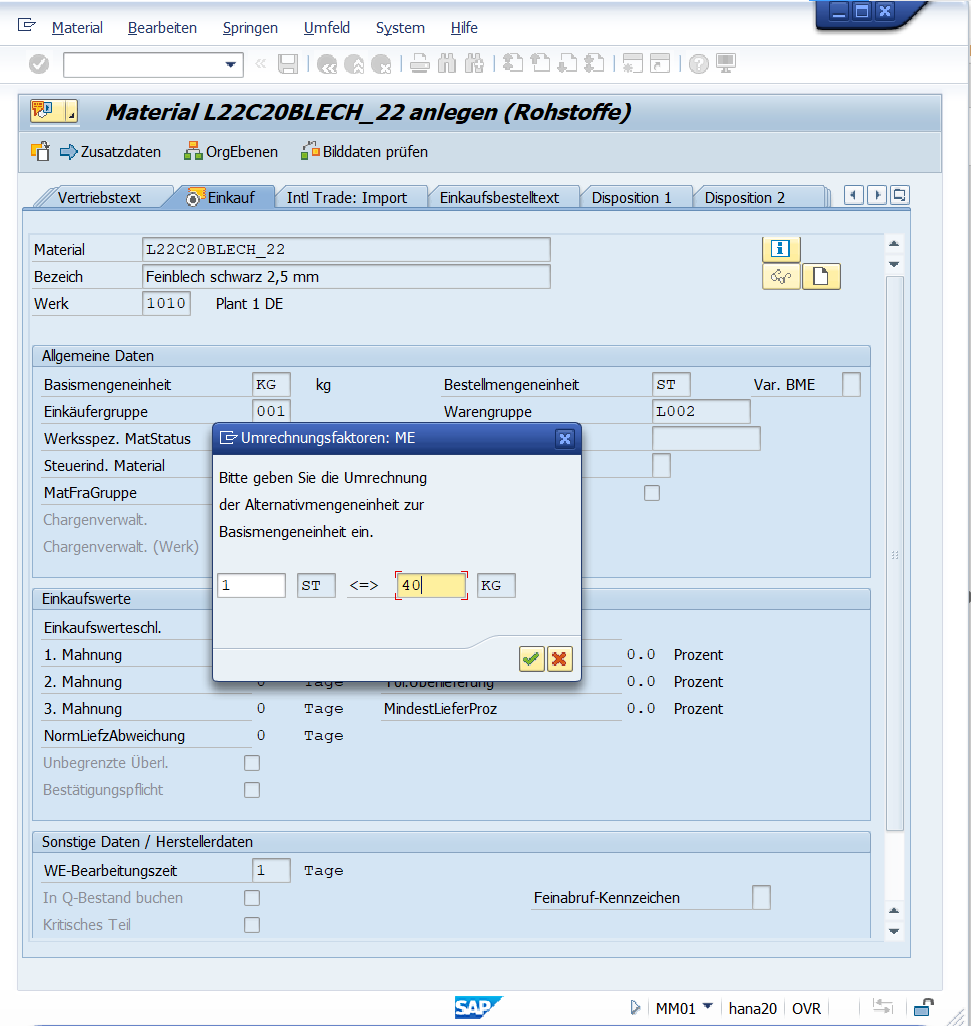 Material Bearbeiten Springen Umfeld System Hilfe
Material L22C20BLECH_22 anlegen (Rohstoffe)
Zusatzdaten OrgEbenen Bilddaten prüfen
Vertriebstext Einkauf Intl Trade: Import Einkaufsbestelltext Disposition 1 Disposition 2
Material L22C20BLECH_22
Bezeich Feinblech schwarz 2,5 mm
Werk 1010 Plant 1 DE
Allgemeine Daten
Basismengeneinheit KG kg Bestellmengeneinheit ST Var. BME
Einkäufergruppe 001 Warengruppe L002
Werksspez. MatStatus
Steuerind. Material
MatFraGruppe
Chargenverwalt.
Chargenverwalt. (Werk)
Umrechnungsfaktoren: ME
Bitte geben Sie die Umrechnung
der Alternativmengeneinheit zur
Basismengeneinheit ein.
1 ST <=> 40 KG
Einkaufswerte
Einkaufswerteschl.
1. Mahnung 0.0 Prozent
2. Mahnung 0 Tage Tol.Überlieferung 0.0 Prozent
3. Mahnung 0 Tage MindestLieferProz 0.0 Prozent
NormLiefzAbweichung 0 Tage
Unbegrenzte Überl.
Bestätigungspflicht
Sonstige Daten / Herstellerdaten
WE-Bearbeitungszeit 1 Tage
In Q-Bestand buchen Feinabruf-Kennzeichen
Kritisches Teil
SAP MM01 hana20 OVR